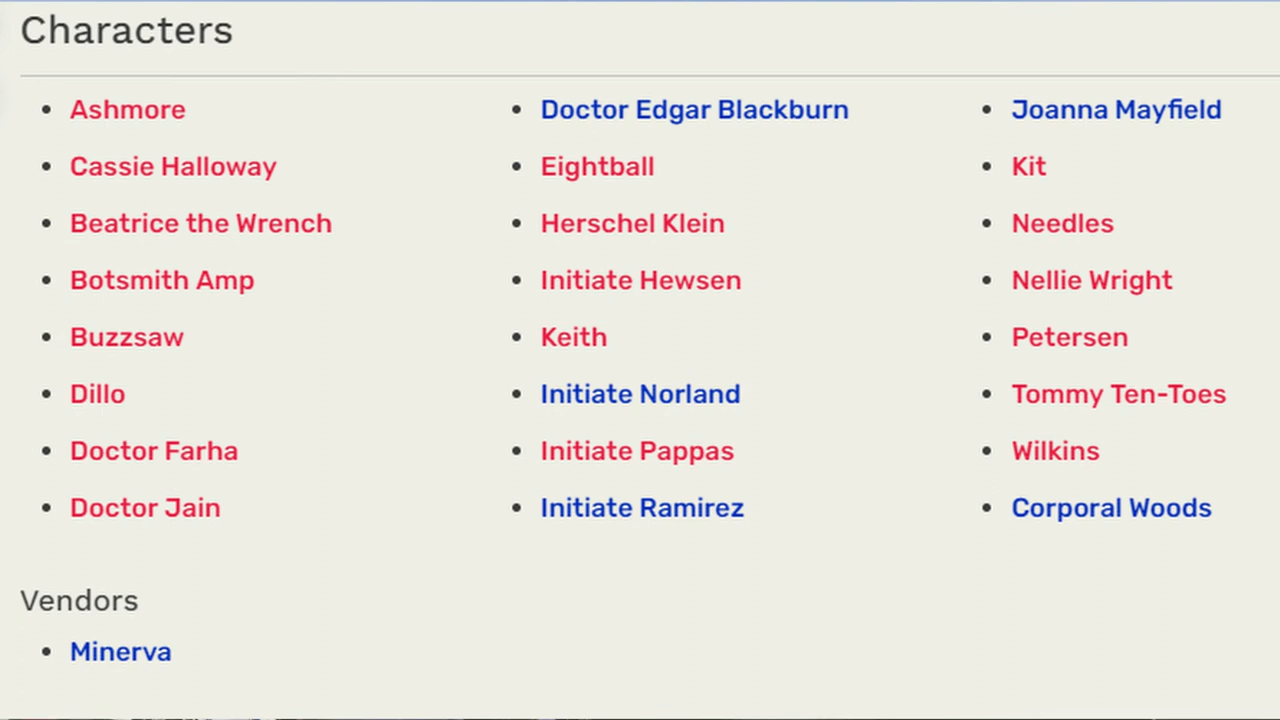 Characters
Ashmore
Cassie Halloway
Beatrice the Wrench
Botsmith Amp
Buzzsaw
Dillo
Doctor Farha
Doctor Jain
Doctor Edgar Blackburn
Eightball
Herschel Klein
Initiate Hewsen
Keith
Initiate Norland
Initiate Pappas
Initiate Ramirez
Joanna Mayfield
Kit
Needles
Nellie Wright
Petersen
Tommy Ten-Toes
Wilkins
Corporal Woods
Vendors
Minerva